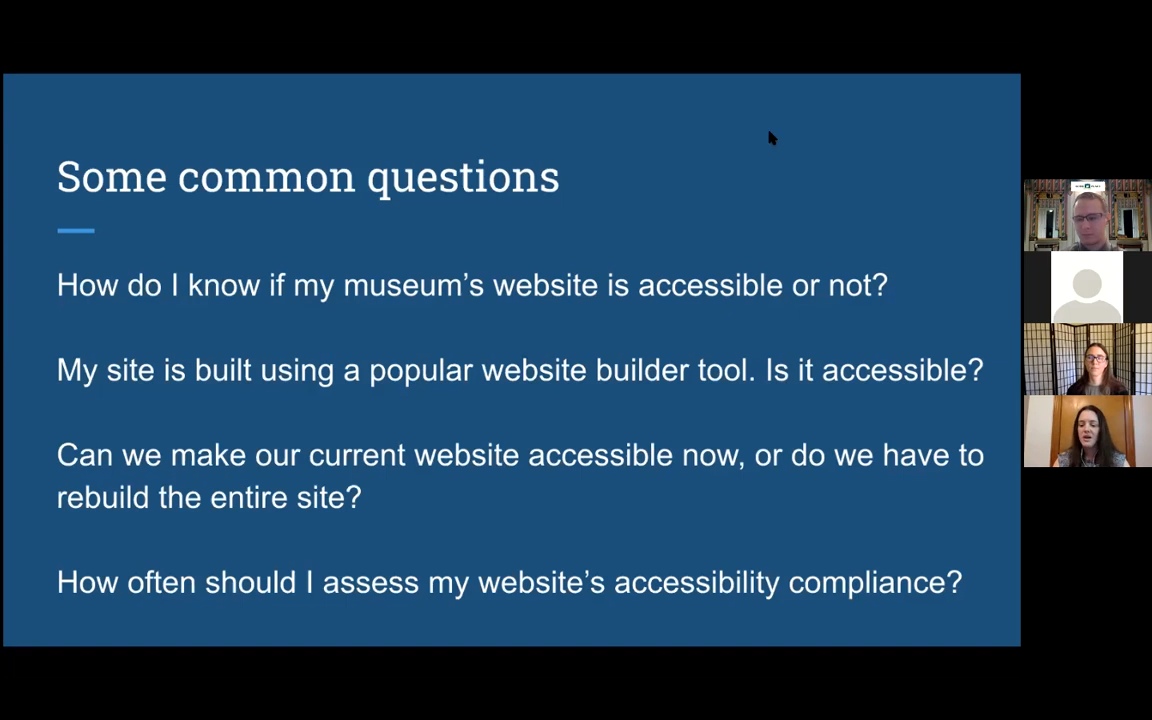 Some common questions
How do I know if my museum’s website is accessible or not?
My site is built using a popular website builder tool. Is it accessible?
Can we make our current website accessible now, or do we have to
rebuild the entire site?
How often should I assess my website’s accessibility compliance?